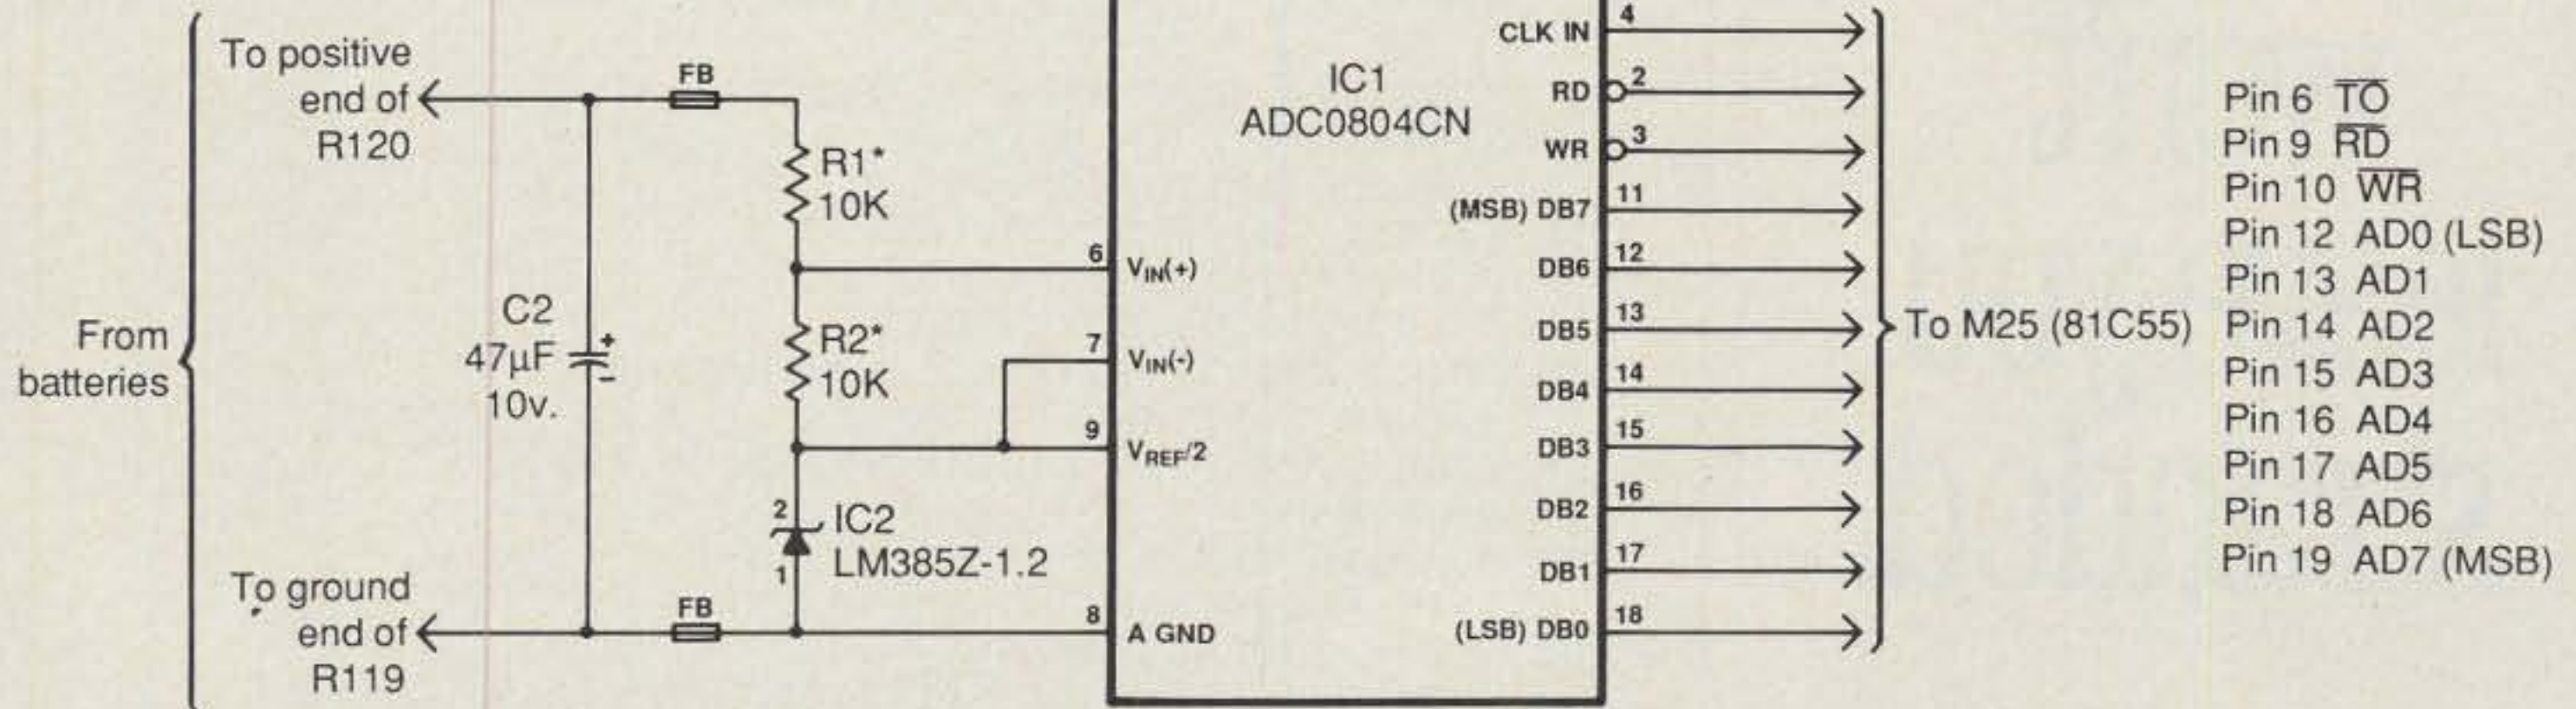 From
batteries
To positive
end of
R120
To ground
end of
R119
C2
47µF
10v.
+
-
FB
FB
R1*
10K
R2*
10K
2
1
IC2
LM385Z-1.2
6
7
9
8
VIN(+)
VIN(-)
VREF/2
A GND
IC1
ADC0804CN
CLK IN 4
RD 2
WR 3
(MSB) DB7 11
DB6 12
DB5 13
DB4 14
DB3 15
DB2 16
DB1 17
(LSB) DB0 18
To M25 (81C55)
Pin 6 T̅O̅
Pin 9 R̅D̅
Pin 10 W̅R̅
Pin 12 AD0 (LSB)
Pin 13 AD1
Pin 14 AD2
Pin 15 AD3
Pin 16 AD4
Pin 17 AD5
Pin 18 AD6
Pin 19 AD7 (MSB)